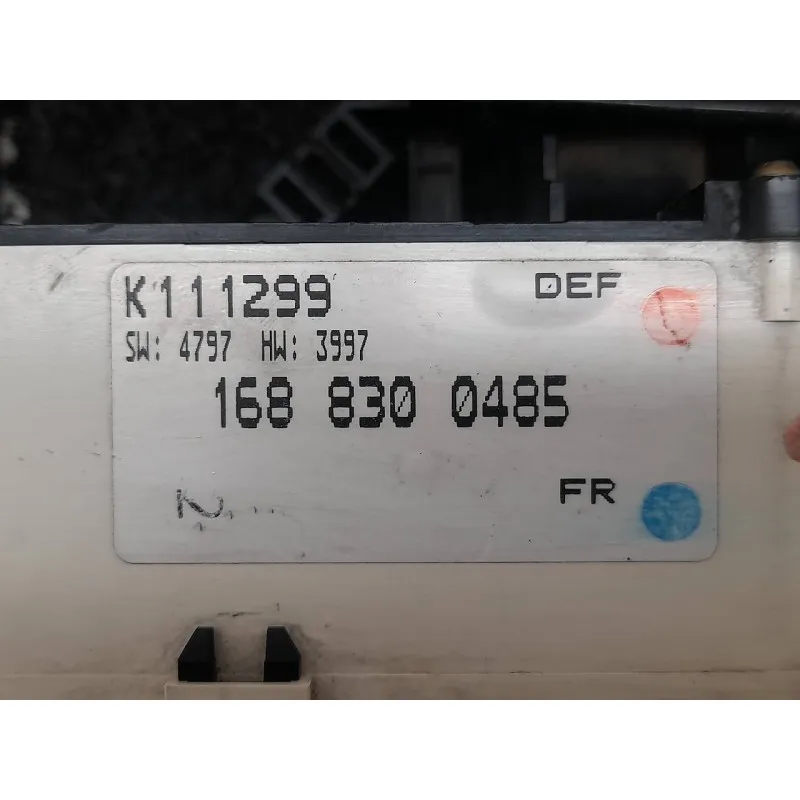 K111299 DEF
SW: 4797 HW: 3997
168 830 0485
FR